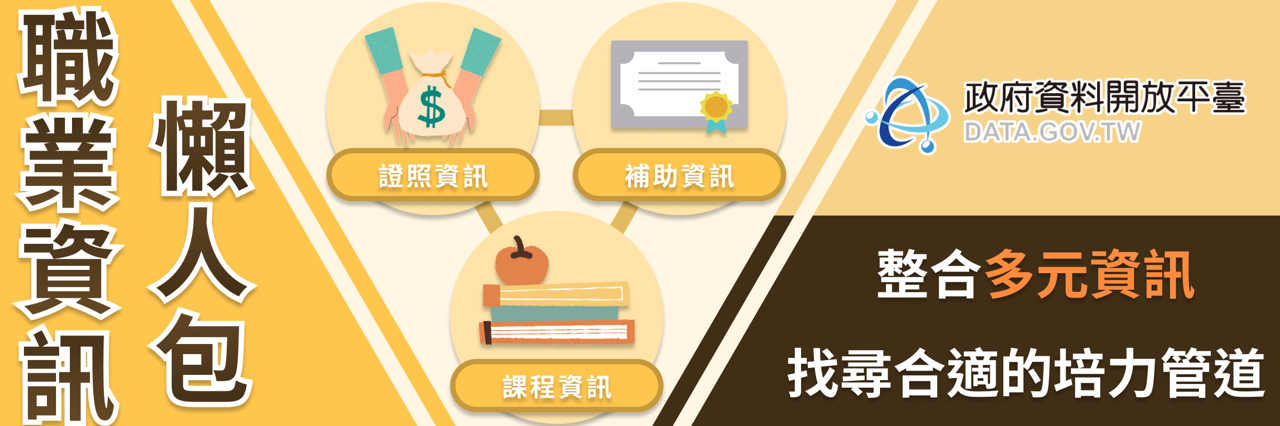 職業資訊
懶人包
證照資訊
補助資訊
課程資訊
政府資料開放平臺
DATA.GOV.TW
整合多元資訊
找尋合適的培力管道